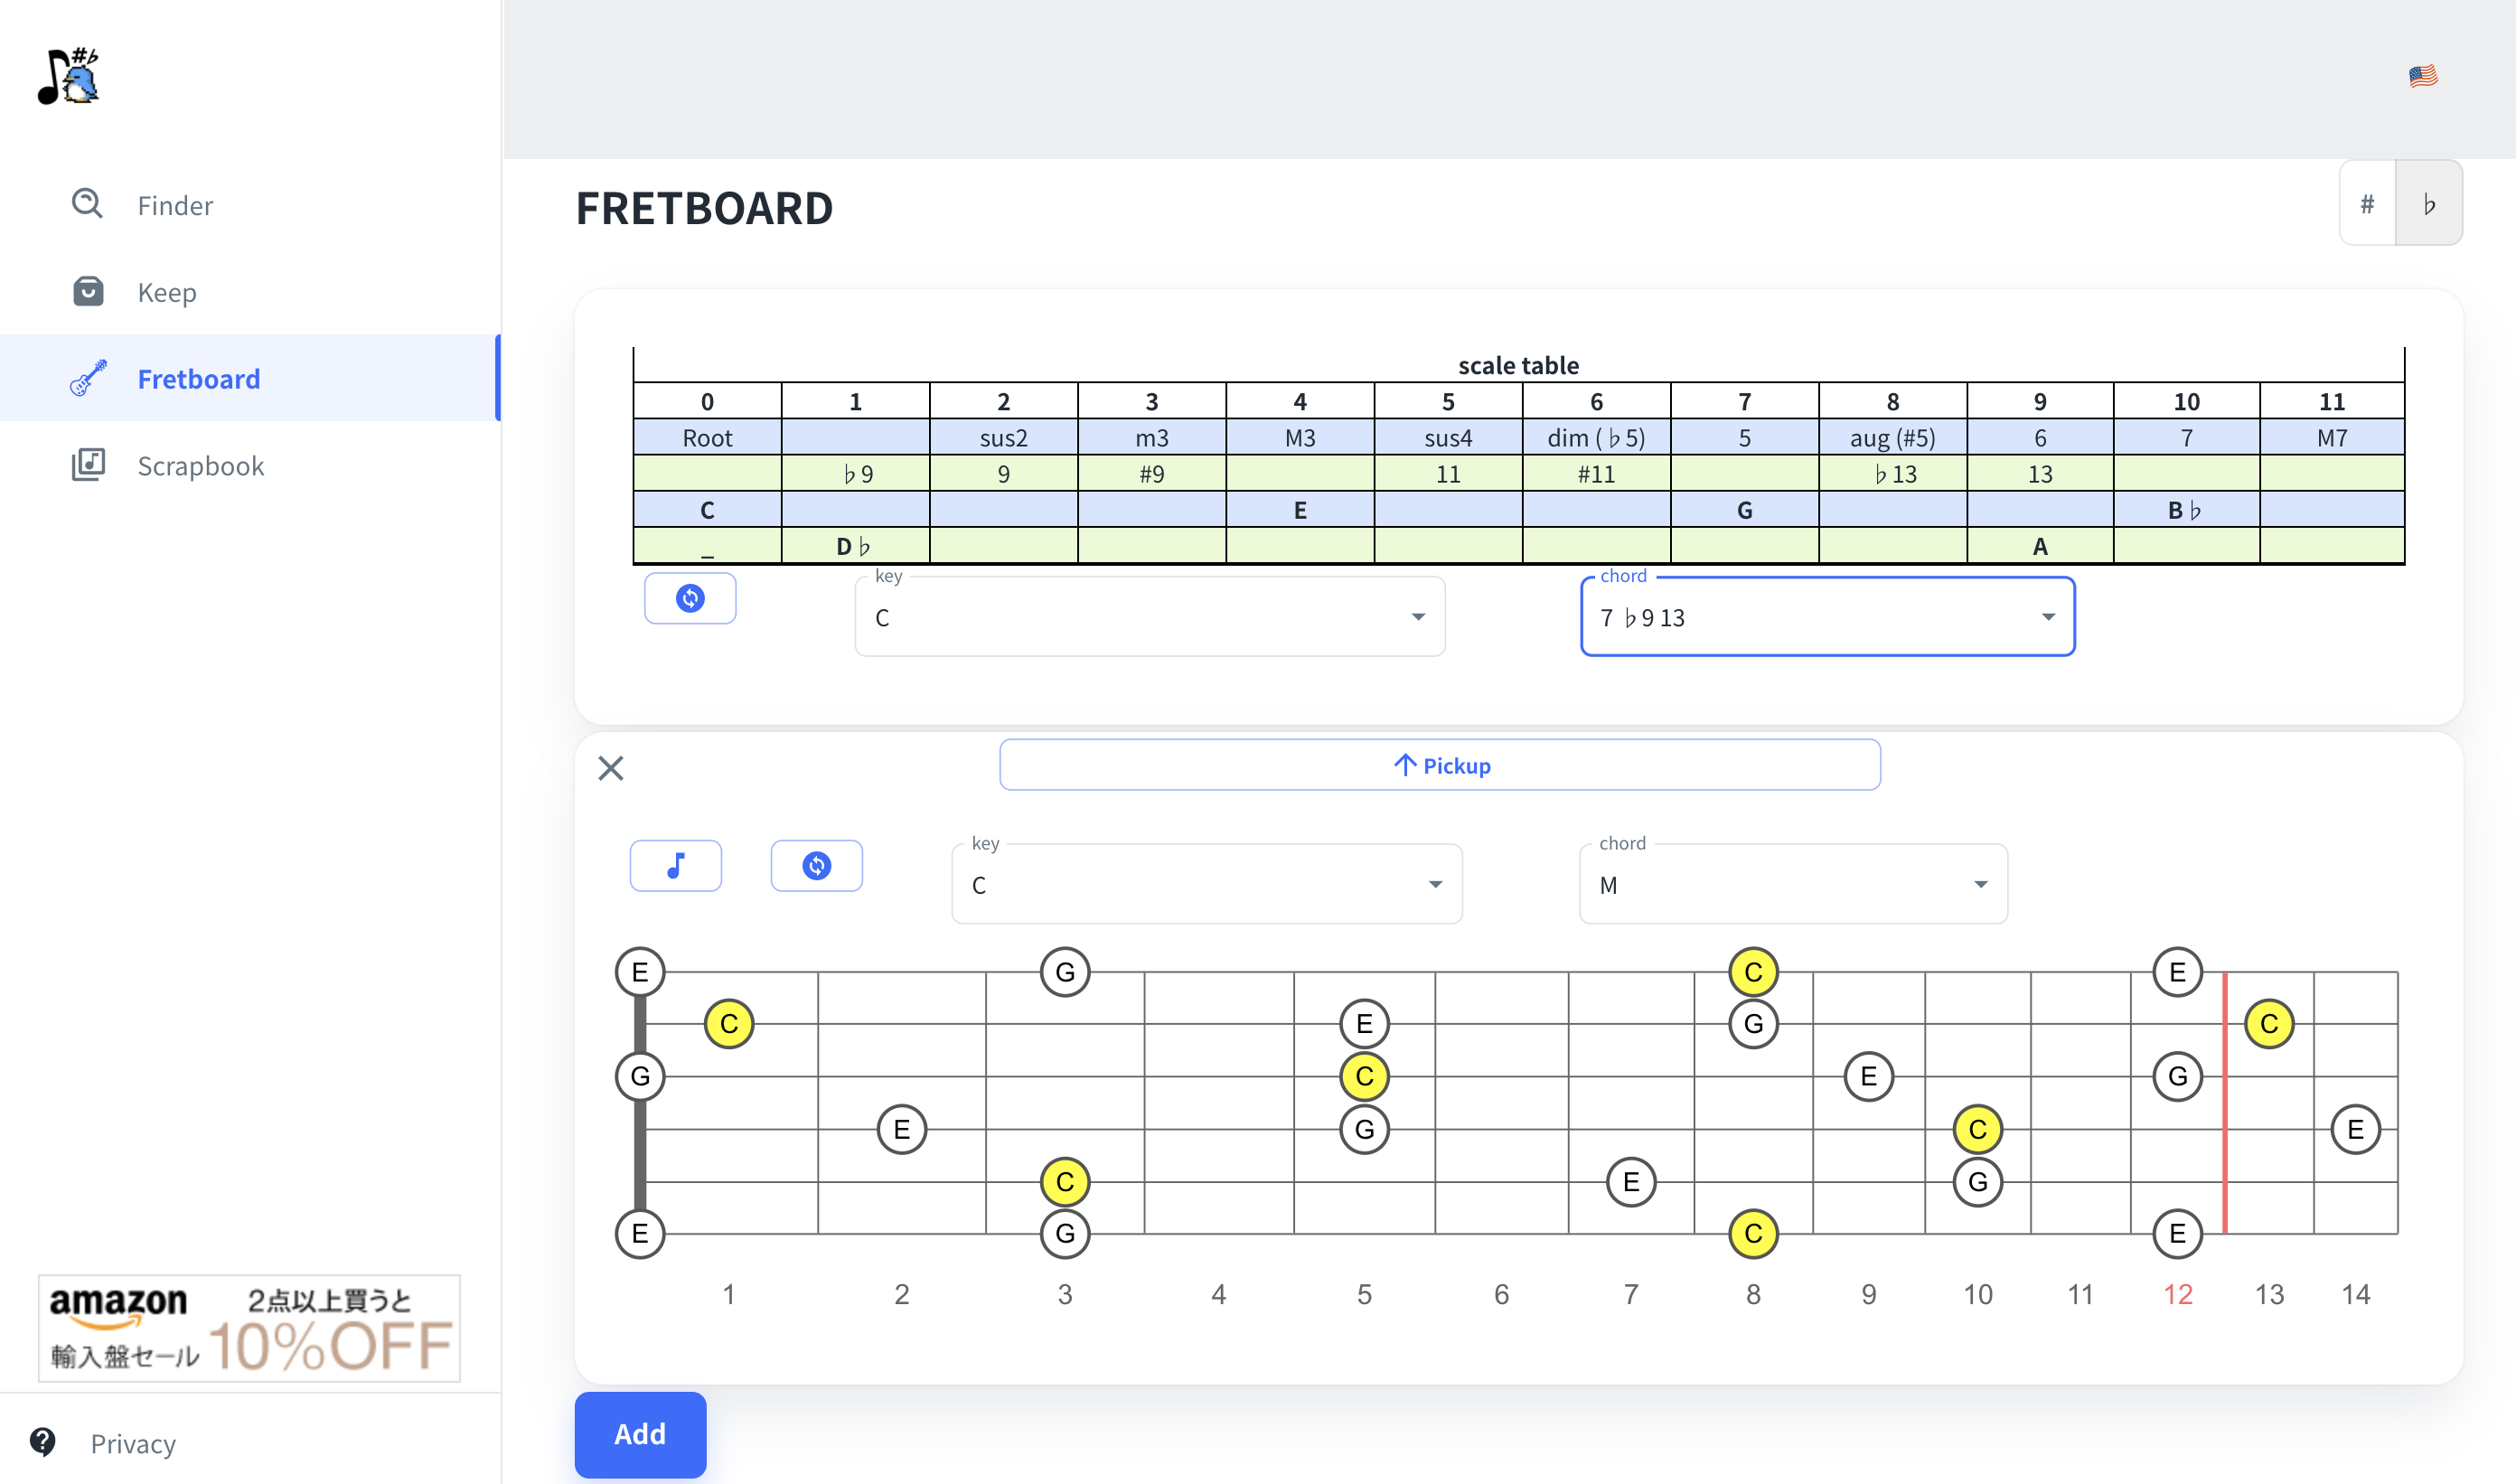 #♭
Finder
Keep
Fretboard
Scrapbook
amazon
2点以上買うと
輸入盤セール
10%OFF
Privacy
FRETBOARD
# ♭
scale table
0 1 2 3 4 5 6 7 8 9 10 11
Root sus2 m3 M3 sus4 dim (♭5) 5 aug (#5) 6 7 M7
♭9 9 #9 11 #11 ♭13 13
C E G B♭
_ D♭ A
key
C
chord
7 ♭9 13
Pickup
key
C
chord
M
E G C E
C E G C
G C E G
E G C E
C E G
E G C E
1 2 3 4 5 6 7 8 9 10 11 12 13 14
Add